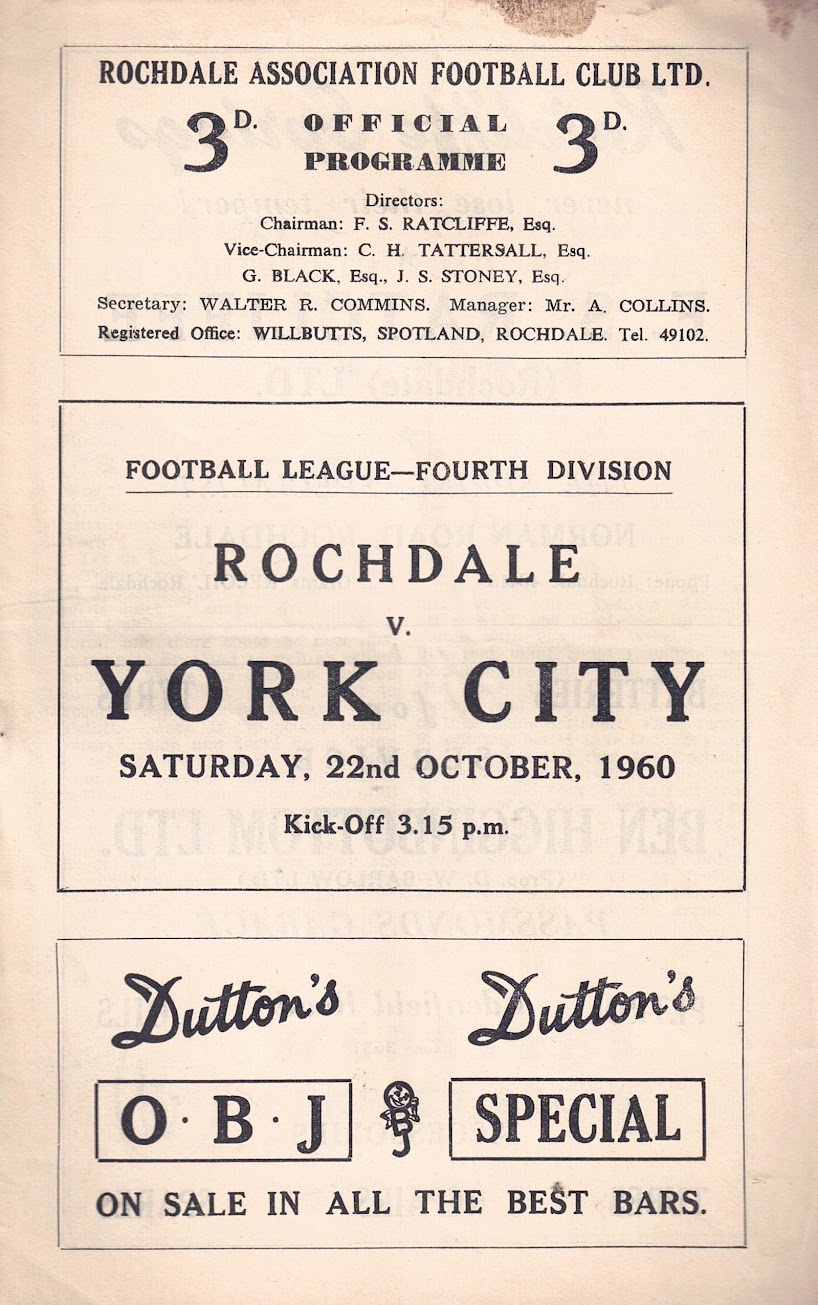 ROCHDALE ASSOCIATION FOOTBALL CLUB LTD.
3D. OFFICIAL 3D.
PROGRAMME
Directors:
Chairman: F. S. RATCLIFFE, Esq.
Vice-Chairman: C. H. TATTERSALL, Esq.
G. BLACK, Esq., J. S. STONEY, Esq.
Secretary: WALTER R. COMMINS. Manager: Mr. A. COLLINS.
Registered Office: WILLBUTTS, SPOTLAND, ROCHDALE. Tel. 49102.
FOOTBALL LEAGUE—FOURTH DIVISION
ROCHDALE
v.
YORK CITY
SATURDAY, 22nd OCTOBER, 1960
Kick-Off 3.15 p.m.
Dutton's Dutton's
O·B·J OBJ SPECIAL
ON SALE IN ALL THE BEST BARS.